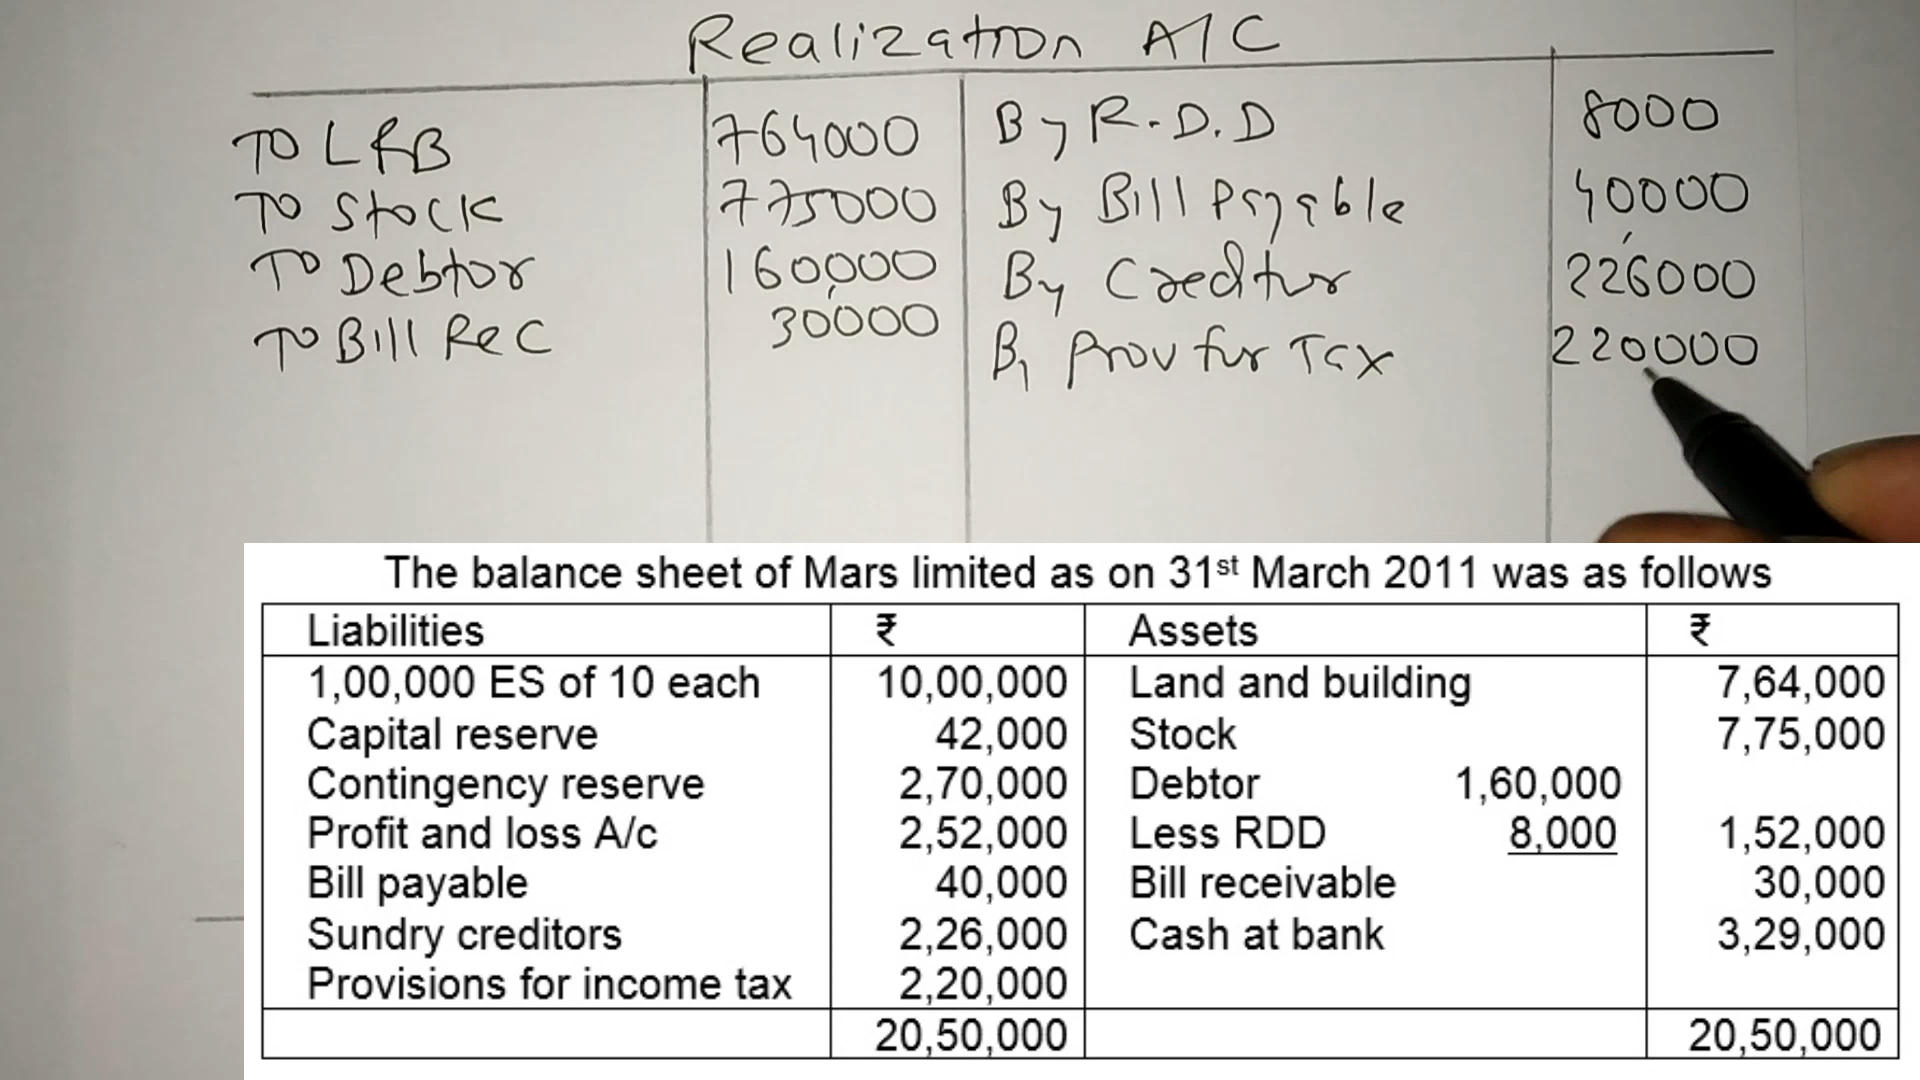 Realization A/C
To L&B 764000 By R.D.D 8000
To Stock 775000 By Bill Payable 40000
To Debtor 160,000 By Creditur 226000
To Bill Rec 30000 By Prov fur Tax 220000
The balance sheet of Mars limited as on 31st March 2011 was as follows
Liabilities ₹ Assets ₹
1,00,000 ES of 10 each 10,00,000 Land and building 7,64,000
Capital reserve 42,000 Stock 7,75,000
Contingency reserve 2,70,000 Debtor 1,60,000
Profit and loss A/c 2,52,000 Less RDD 8,000 1,52,000
Bill payable 40,000 Bill receivable 30,000
Sundry creditors 2,26,000 Cash at bank 3,29,000
Provisions for income tax 2,20,000
20,50,000 20,50,000